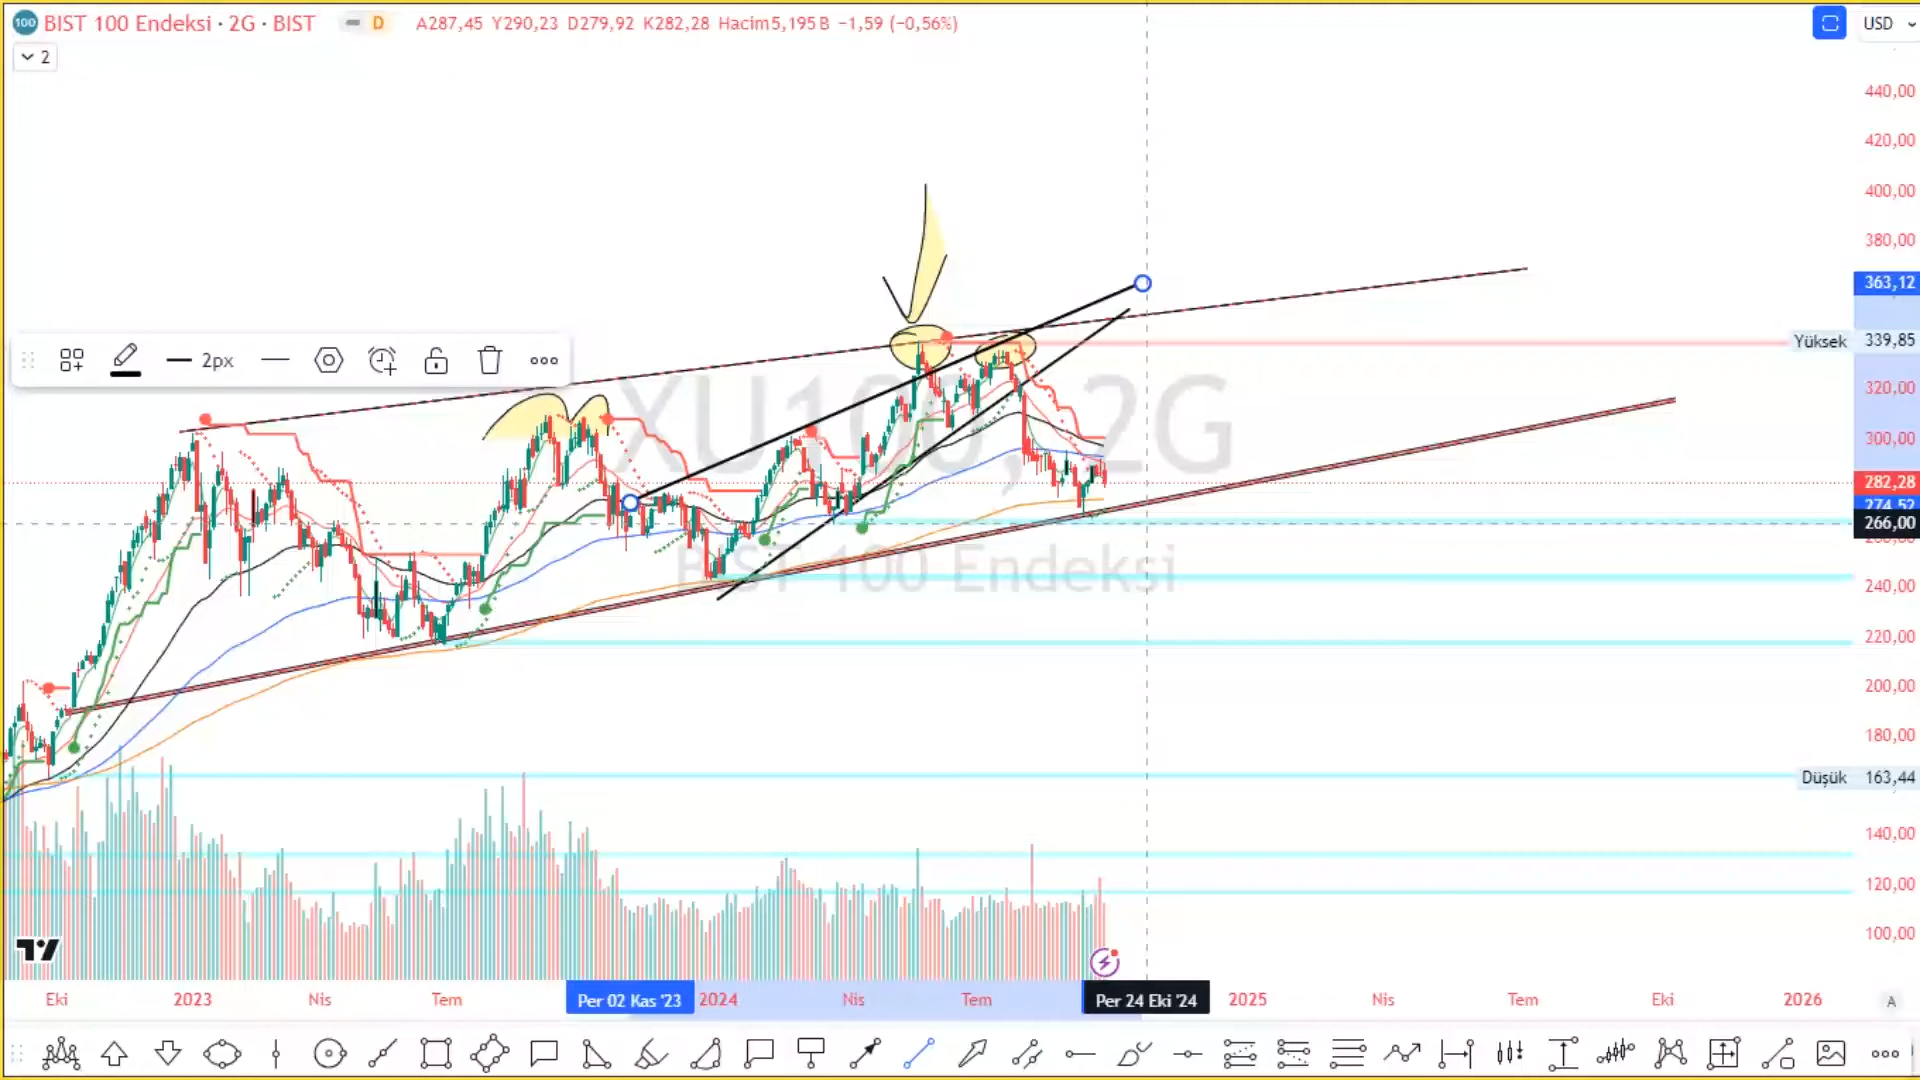 100 BIST 100 Endeksi · 2G · BIST D A287,45 Y290,23 D279,92 K282,28 Hacim5,195B −1,59 (−0,56%) USD
2
440,00
420,00
400,00
380,00
363,12
Yüksek 339,85
2px
320,00
XU100, 2G
300,00
282,28
274,52
266,00
BIST 100 Endeksi
240,00
220,00
200,00
180,00
Düşük 163,44
140,00
120,00
100,00
Eki 2023 Nis Tem Per 02 Kas '23 2024 Nis Tem Per 24 Eki '24 2025 Nis Tem Eki 2026 A